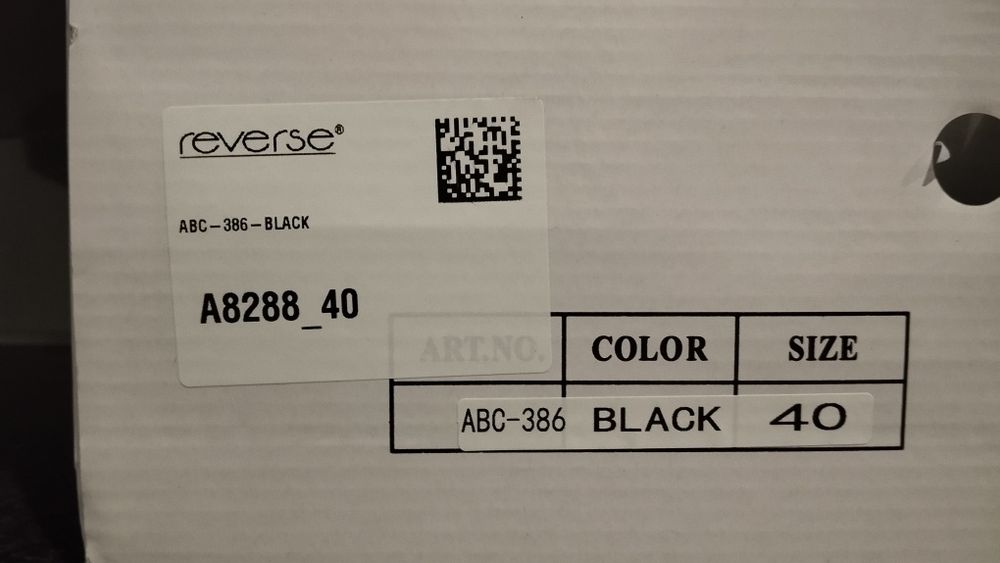 reverse®
ABC-386-BLACK
A8288_40
ART.NO. COLOR SIZE
ABC-386 BLACK 40